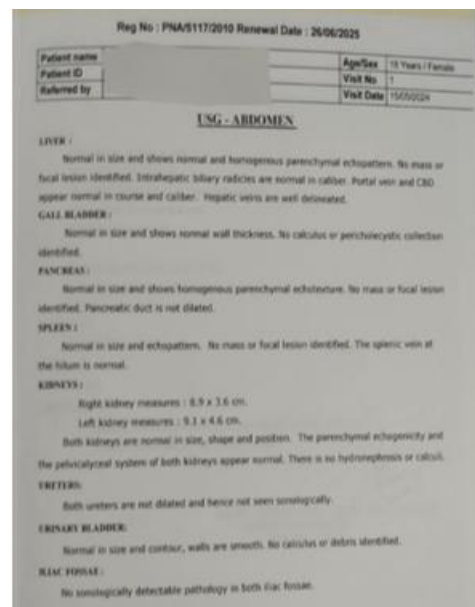 Reg No : PNA/5117/2010 Renewal Date : 26/06/2025
Patient name
Age/Sex 18 Years / Female
Patient ID
Visit No 1
Referred by
Visit Date 15/05/2024
USG - ABDOMEN
LIVER :
Normal in size and shows normal and homogenous parenchymal echopattern. No mass or
focal lesion identified. Intrahepatic biliary radicles are normal in caliber. Portal vein and CBD
appear normal in course and caliber. Hepatic veins are well delineated.
GALL BLADDER :
Normal in size and shows normal wall thickness. No calculus or pericholecystic collection
identified.
PANCREAS :
Normal in size and shows homogenous parenchymal echotexture. No mass or focal lesion
identified. Pancreatic duct is not dilated.
SPLEEN :
Normal in size and echopattern. No mass or focal lesion identified. The splenic vein at
the hilum is normal.
KIDNEYS :
Right kidney measures : 8.9 x 3.6 cm.
Left kidney measures : 9.1 x 4.6 cm.
Both kidneys are normal in size, shape and position. The parenchymal echogenicity and
the pelvicalyceal system of both kidneys appear normal. There is no hydronephrosis or calculi.
URETERS:
Both ureters are not dilated and hence not seen sonologically.
URINARY BLADDER:
Normal in size and contour, walls are smooth. No calculus or debris identified.
ILIAC FOSSAE :
No sonologically detectable pathology in both iliac fossae.